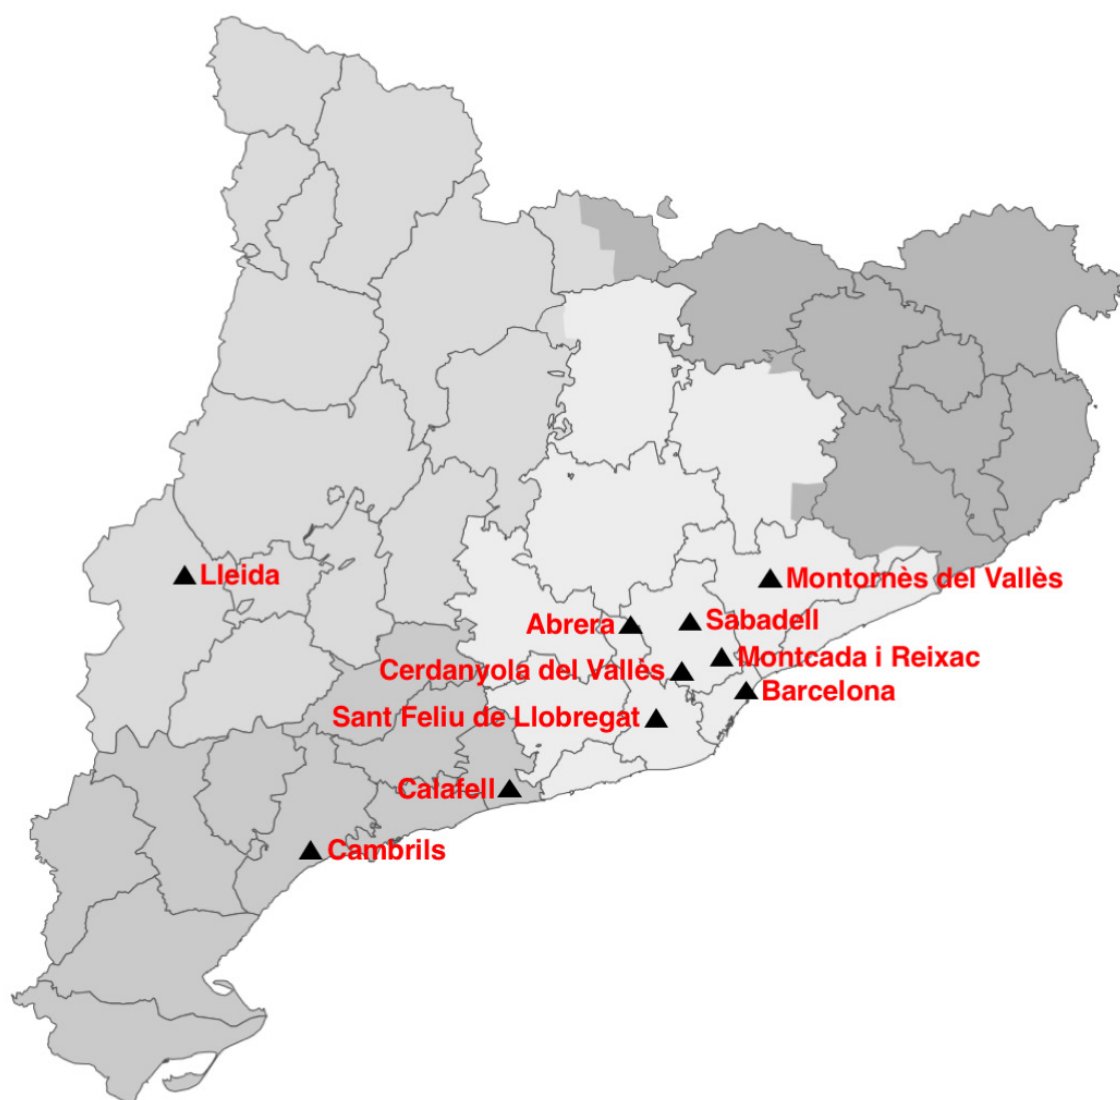 Lleida
Montornès del Vallès
Sabadell
Abrera
Montcada i Reixac
Cerdanyola del Vallès
Barcelona
Sant Feliu de Llobregat
Calafell
Cambrils